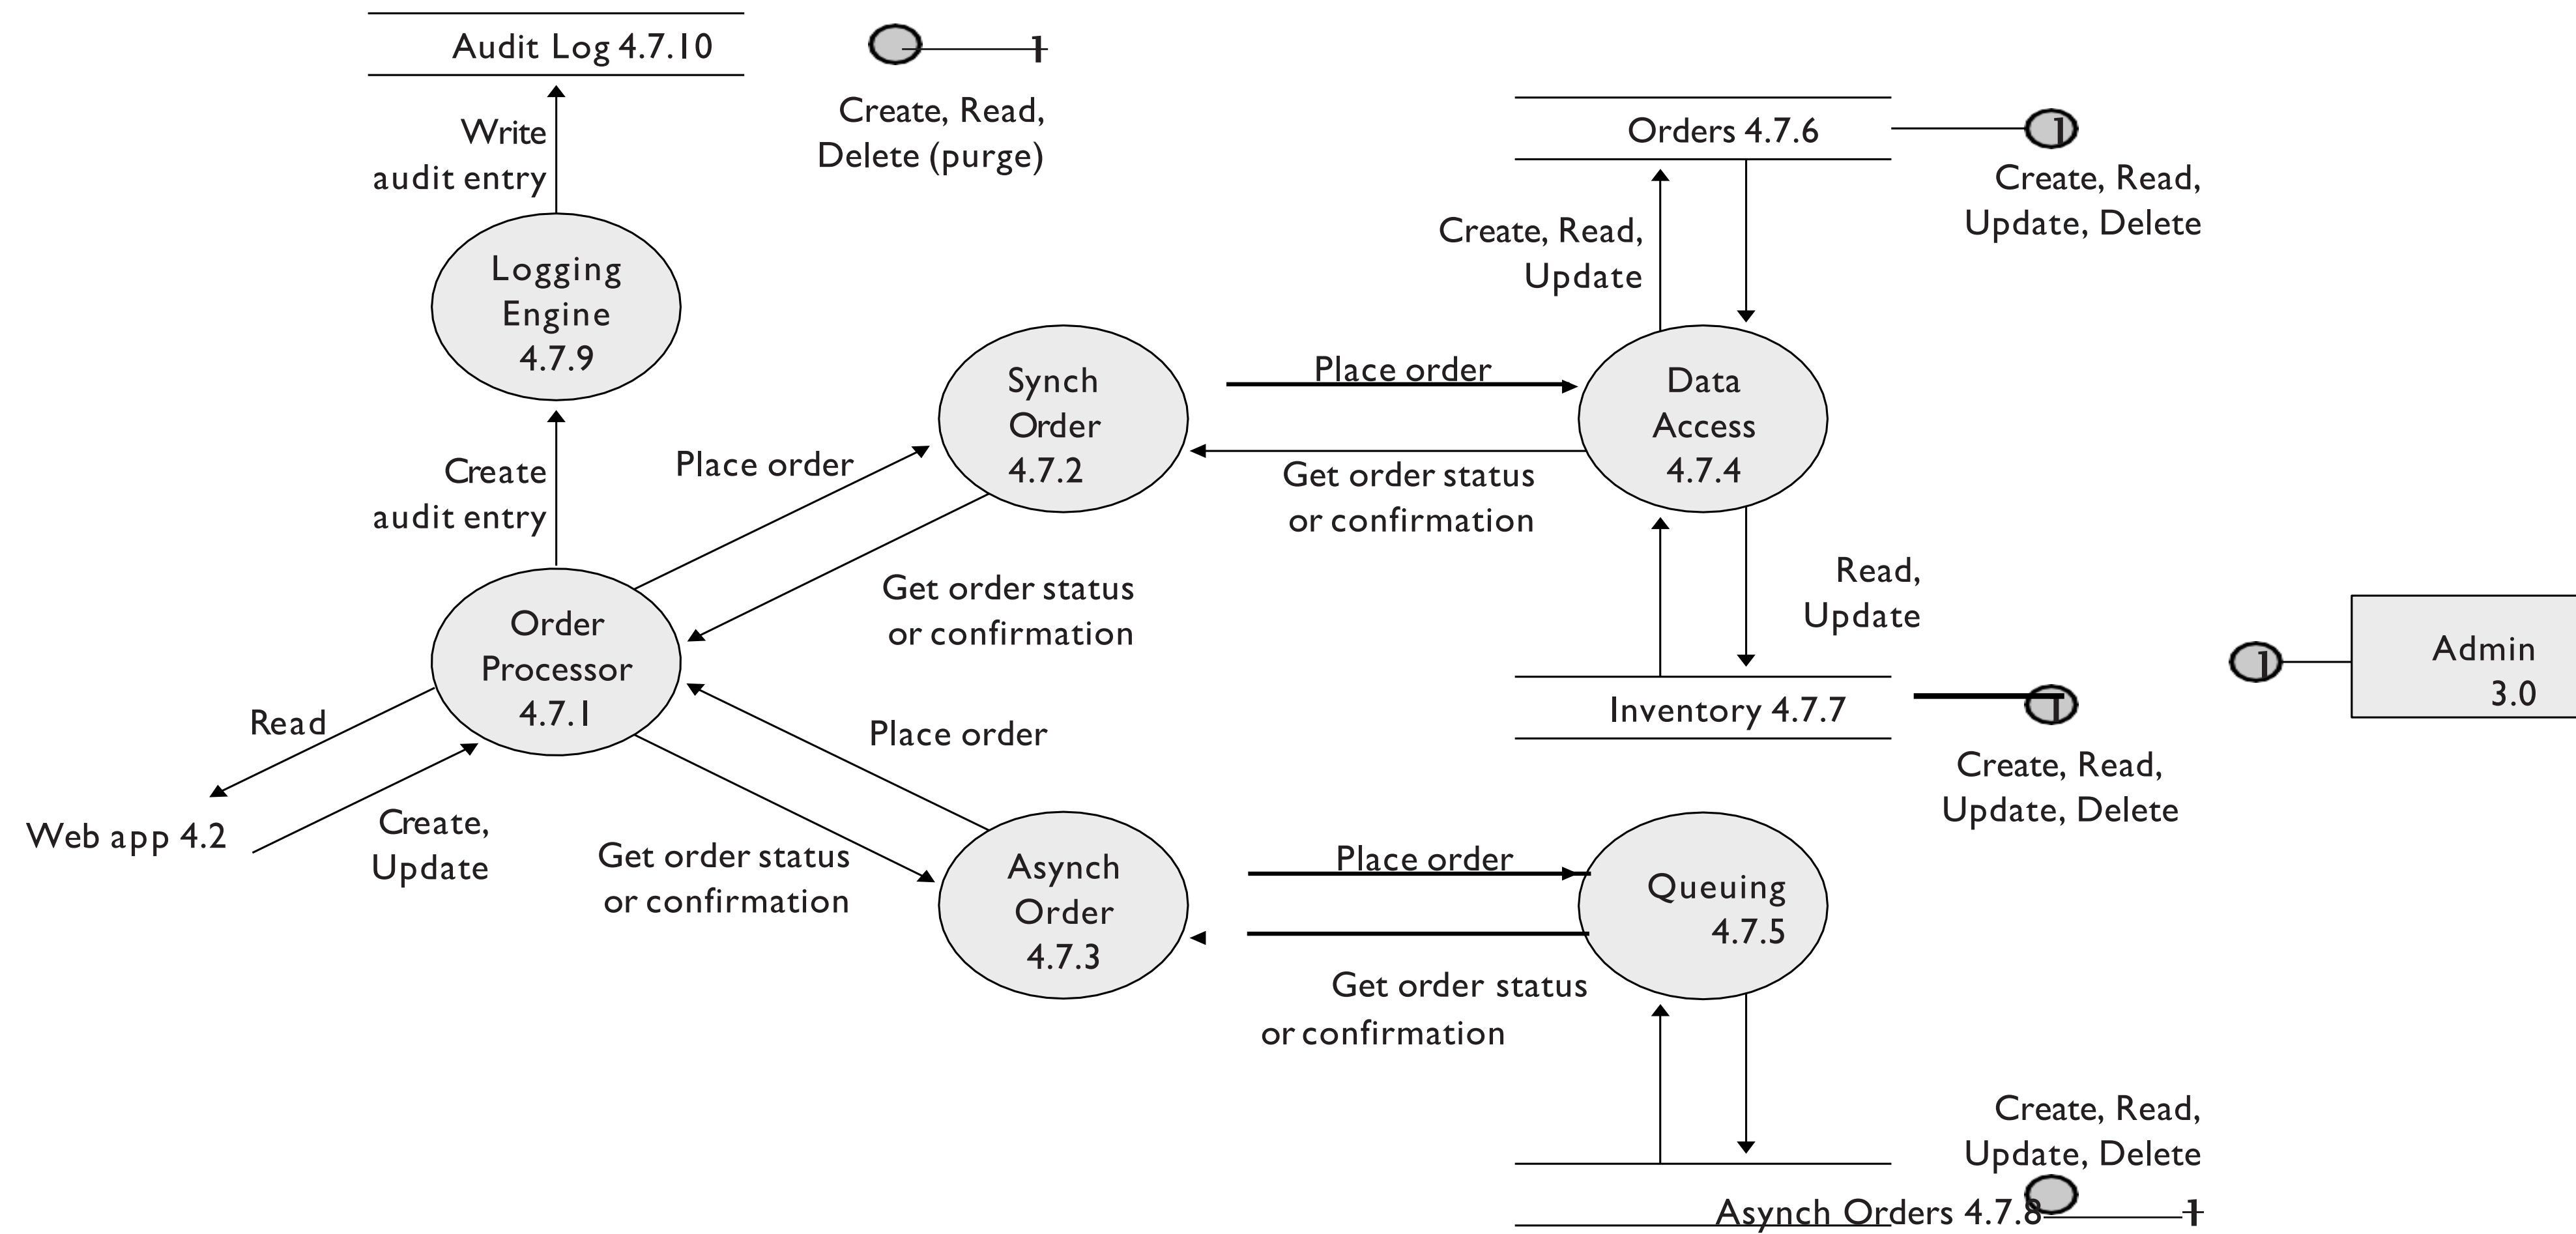 Audit Log 4.7.10
1
Create, Read,
Delete (purge)
Write
audit entry
Orders 4.7.6
1
Create, Read,
Update, Delete
Create, Read,
Update
Logging
Engine
4.7.9
Synch
Order
4.7.2
Place order
Data
Access
4.7.4
Create
audit entry
Place order
Get order status
or confirmation
Get order status
or confirmation
Read,
Update
Order
Processor
4.7.1
Admin
3.0
1
Inventory 4.7.7
1
Create, Read,
Update, Delete
Read
Place order
Web app 4.2
Create,
Update
Get order status
or confirmation
Asynch
Order
4.7.3
Place order
Queuing
4.7.5
Get order status
or confirmation
Create, Read,
Update, Delete
Asynch Orders 4.7.8
1